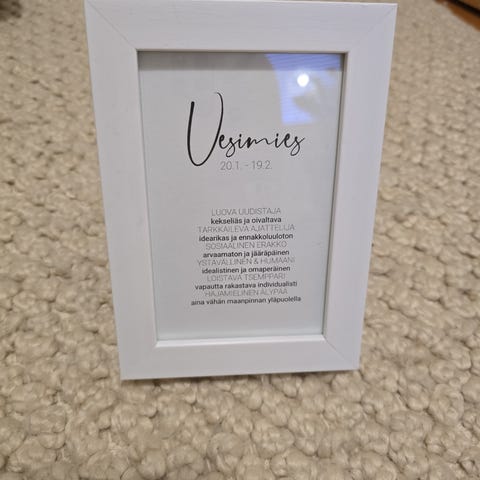 Vesimies
20.1. - 19.2.
LUOVA UUDISTAJA
kekseliäs ja oivaltava
TARKKAILEVA AJATTELIJA
idearikas ja ennakkoluuloton
SOSIAALINEN ERAKKO
arvaamaton ja jääräpäinen
YSTÄVÄLLINEN & HUMAANI
idealistinen ja omaperäinen
LOISTAVA TSEMPPARI
vapautta rakastava individualisti
HAJAMIELINEN ÄLYPÄÄ
aina vähän maanpinnan yläpuolella